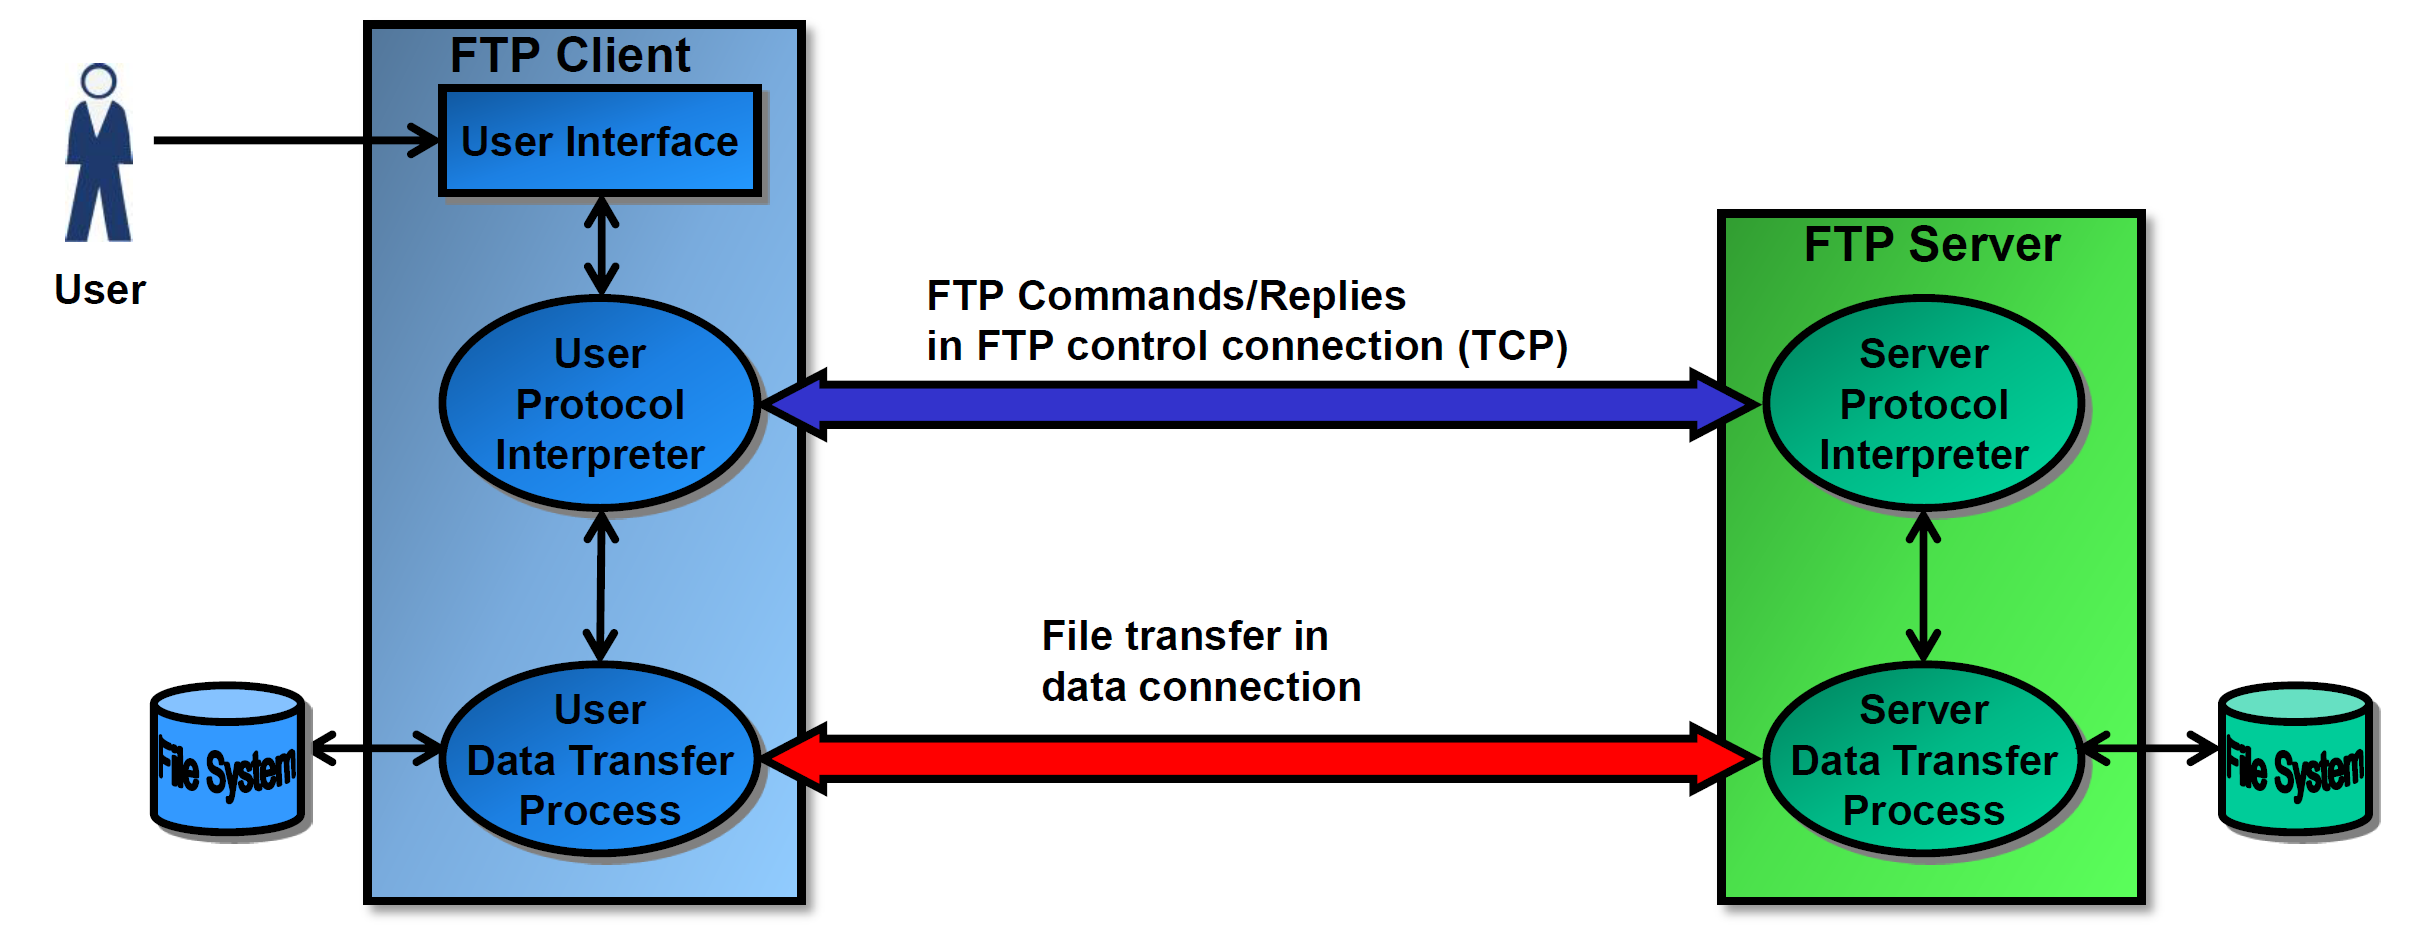 FTP Client
User Interface
User
FTP Commands/Replies
in FTP control connection (TCP)
FTP Server
User
Protocol
Interpreter
Server
Protocol
Interpreter
File transfer in
data connection
File System
User
Data Transfer
Process
Server
Data Transfer
Process
File System